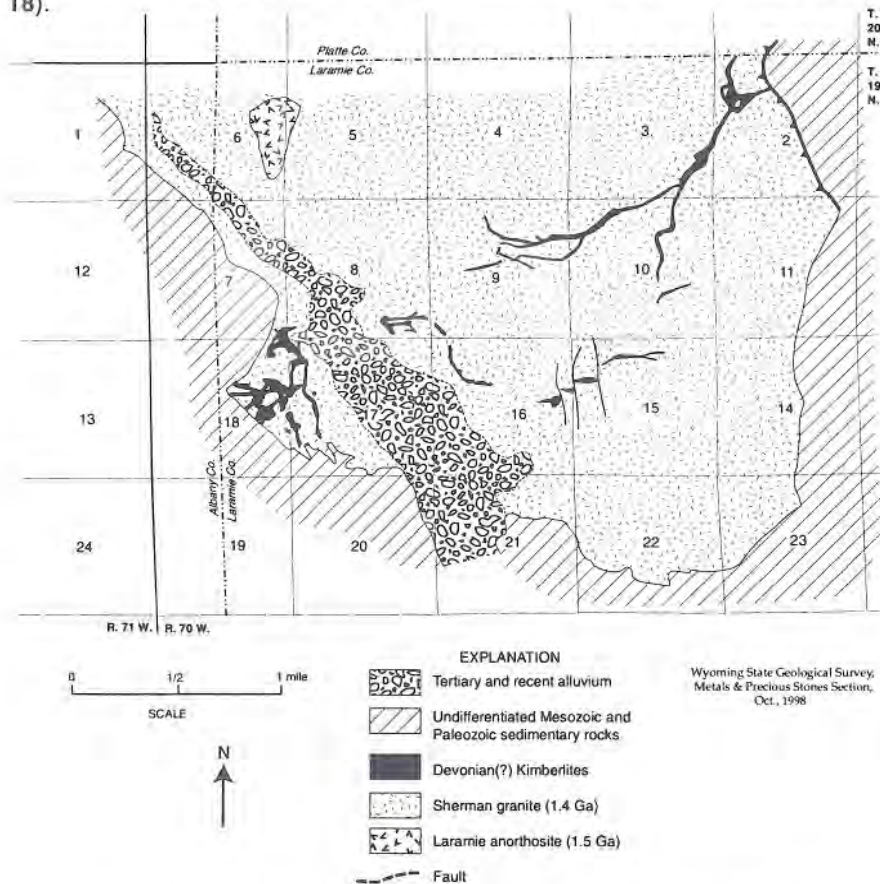 18).
Platte Co.
Laramie Co.
T.
20
N.
T.
19
N.
1
6
5
4
3
2
12
7
8
9
10
11
13
18
17
16
15
14
24
Albany Co.
Laramie Co.
19
20
21
22
23
R. 71 W. R. 70 W.
0 1/2 1 mile
SCALE
N
EXPLANATION
Tertiary and recent alluvium
Undifferentiated Mesozoic and
Paleozoic sedimentary rocks
Devonian(?) Kimberlites
Sherman granite (1.4 Ga)
Laramie anorthosite (1.5 Ga)
Fault
Wyoming State Geological Survey,
Metals & Precious Stones Section,
Oct., 1998